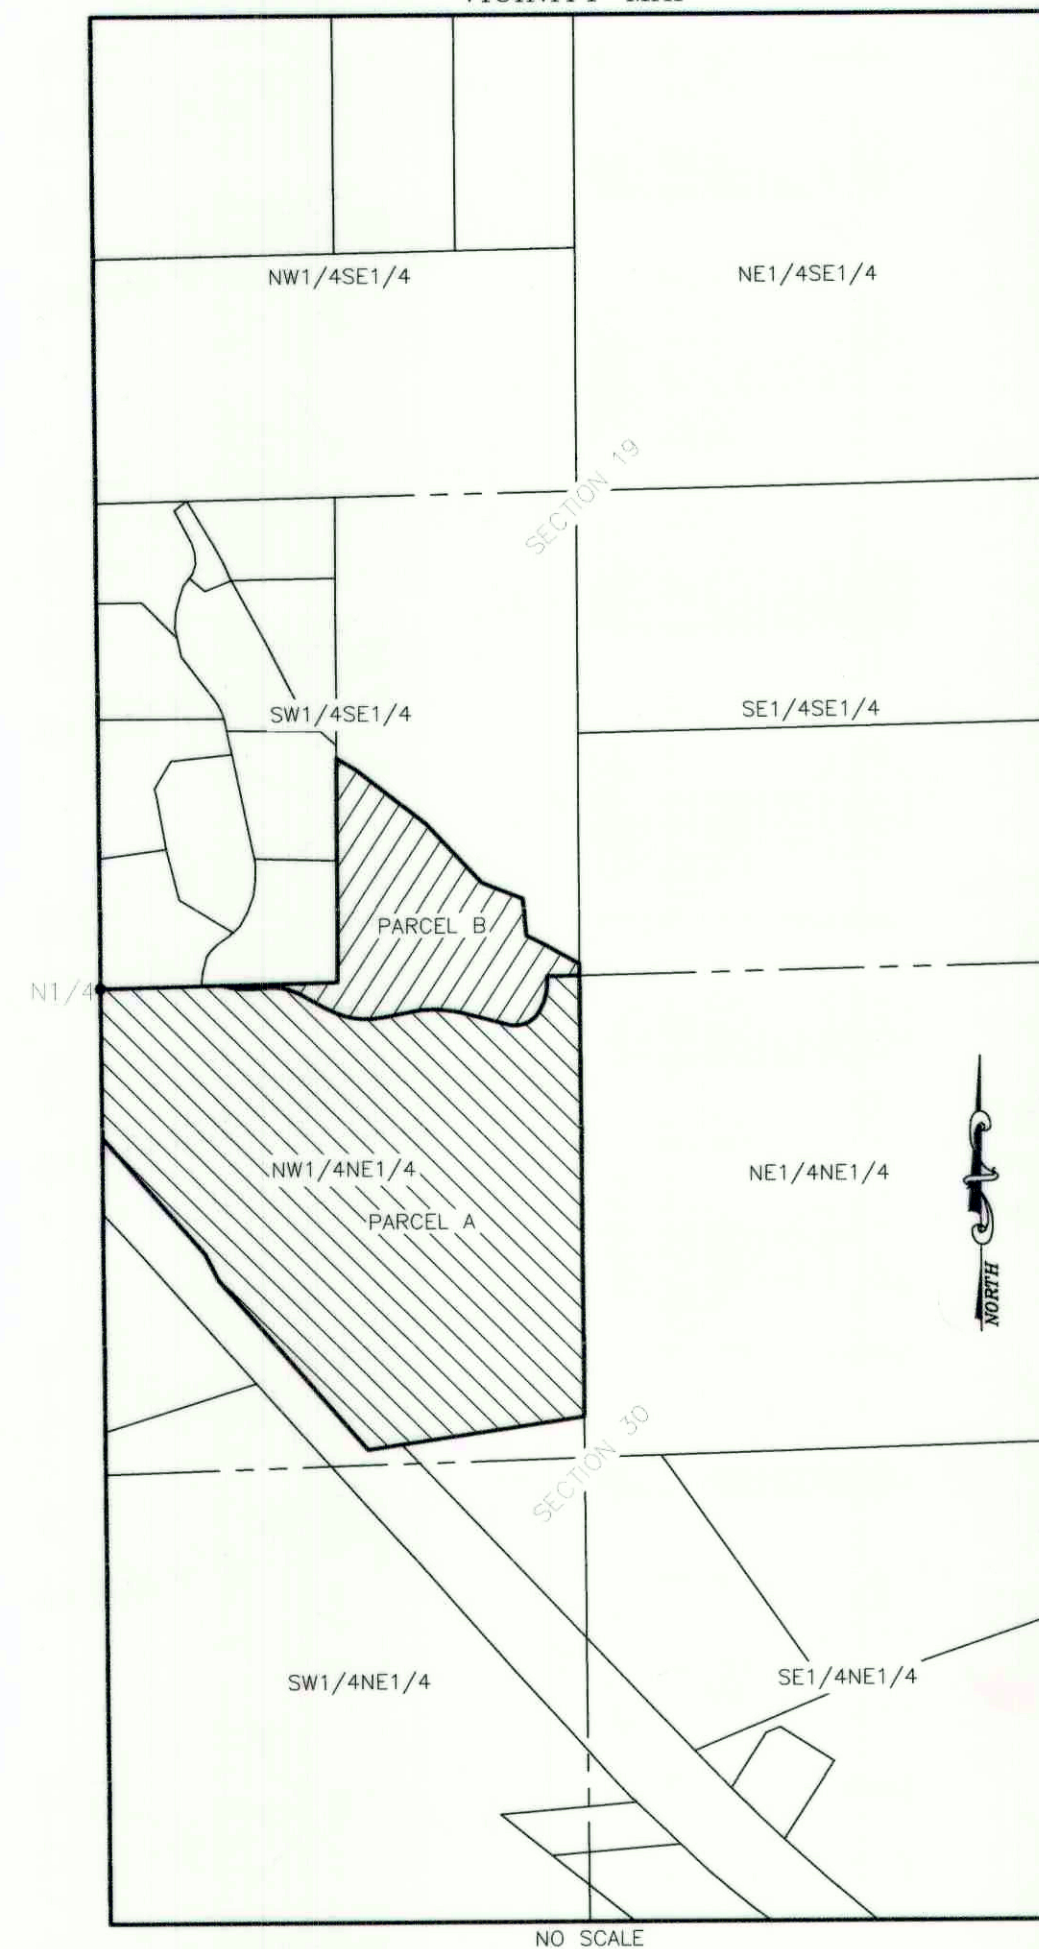 NW1/4SE1/4
NE1/4SE1/4
SECTION 19
SW1/4SE1/4
SE1/4SE1/4
PARCEL B
N1/4
NW1/4NE1/4
NE1/4NE1/4
PARCEL A
NORTH
SECTION 30
SW1/4NE1/4
SE1/4NE1/4
NO SCALE